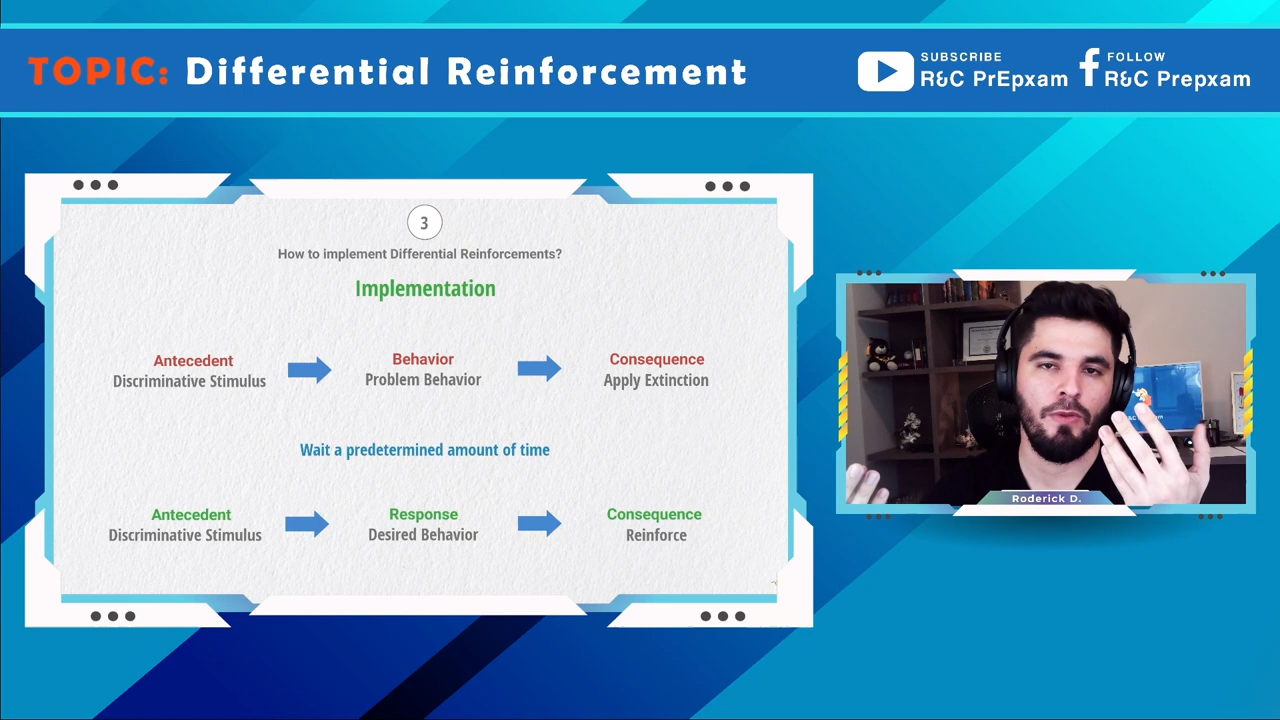 TOPIC: Differential Reinforcement
SUBSCRIBE
R&C PrEpxam
FOLLOW
R&C Prepxam
3
How to implement Differential Reinforcements?
Implementation
Antecedent
Discriminative Stimulus
Behavior
Problem Behavior
Consequence
Apply Extinction
Wait a predetermined amount of time
Antecedent
Discriminative Stimulus
Response
Desired Behavior
Consequence
Reinforce
Roderick D.